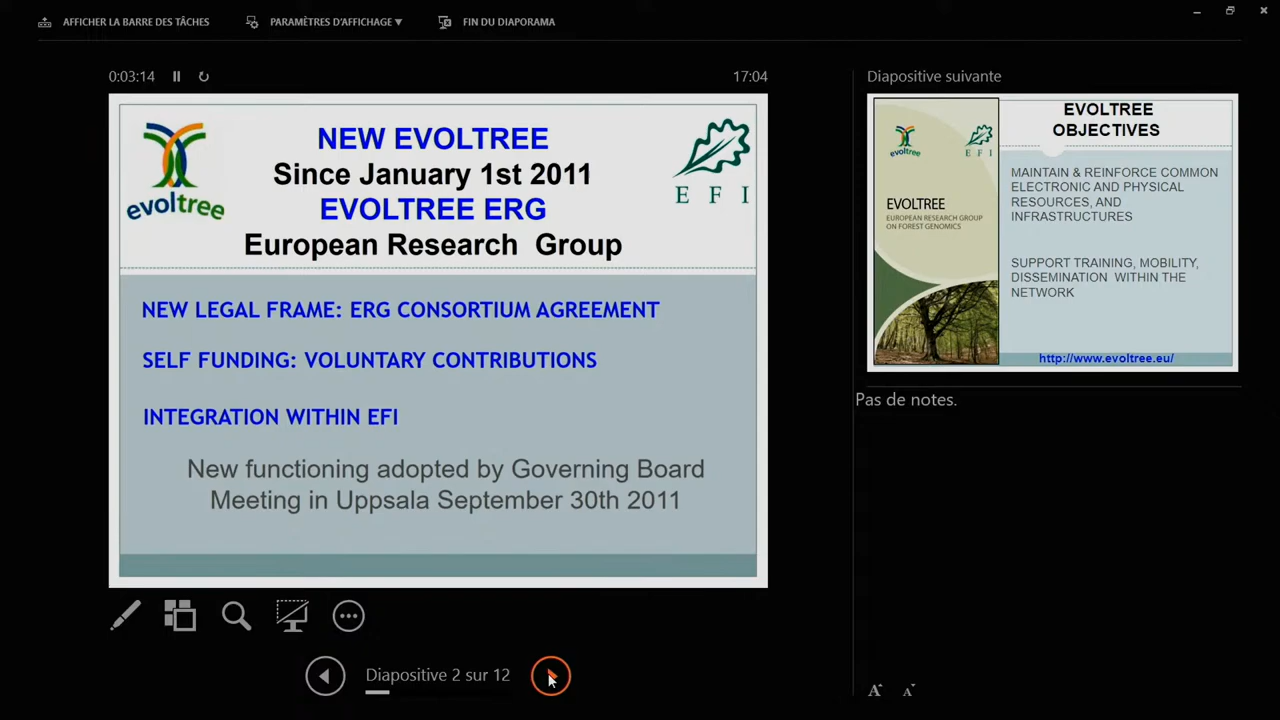 AFFICHER LA BARRE DES TÂCHES
PARAMÈTRES D'AFFICHAGE ▼
FIN DU DIAPORAMA
0:03:14
17:04
evoltree
EFI
NEW EVOLTREE
Since January 1st 2011
EVOLTREE ERG
European Research Group
NEW LEGAL FRAME: ERG CONSORTIUM AGREEMENT
SELF FUNDING: VOLUNTARY CONTRIBUTIONS
INTEGRATION WITHIN EFI
New functioning adopted by Governing Board
Meeting in Uppsala September 30th 2011
Diapositive 2 sur 12
Diapositive suivante
evoltree
EFI
EVOLTREE
EUROPEAN RESEARCH GROUP
ON FOREST GENOMICS
EVOLTREE
OBJECTIVES
MAINTAIN & REINFORCE COMMON
ELECTRONIC AND PHYSICAL
RESOURCES, AND
INFRASTRUCTURES
SUPPORT TRAINING, MOBILITY,
DISSEMINATION WITHIN THE
NETWORK
http://www.evoltree.eu/
Pas de notes.
A A